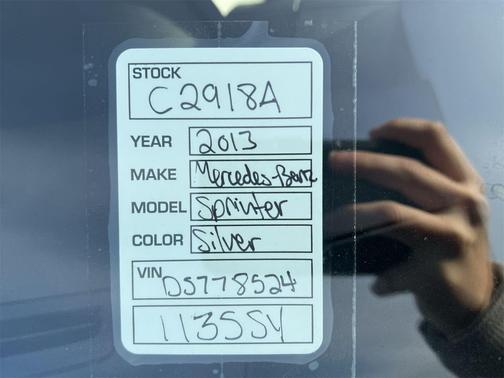 STOCK
C2918A
YEAR 2013
MAKE Mercedes-Benz
MODEL Sprinter
COLOR Silver
VIN DS778524
1135SY